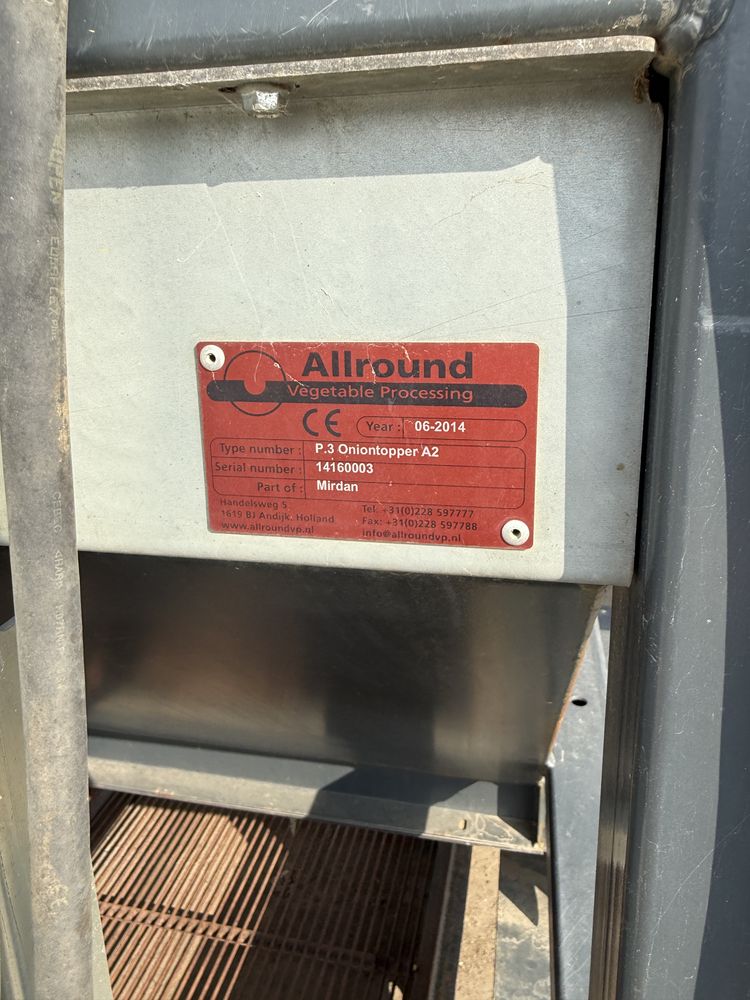 Allround
Vegetable Processing
CE Year : 06-2014
Type number : P.3 Oniontopper A2
Serial number : 14160003
Part of : Mirdan
Handelsweg 5
1619 BJ Andijk, Holland
www.allroundvp.nl
Tel. +31(0)228 597777
Fax: +31(0)228 597788
info@allroundvp.nl